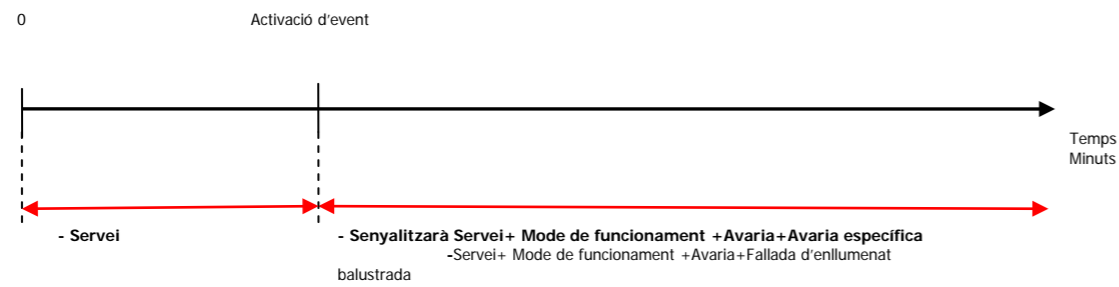 0 Activació d'event
Temps
Minuts
- Servei
- Senyalitzarà Servei+ Mode de funcionament +Avaria+Avaria específica
-Servei+ Mode de funcionament +Avaria+Fallada d'enllumenat
balustrada